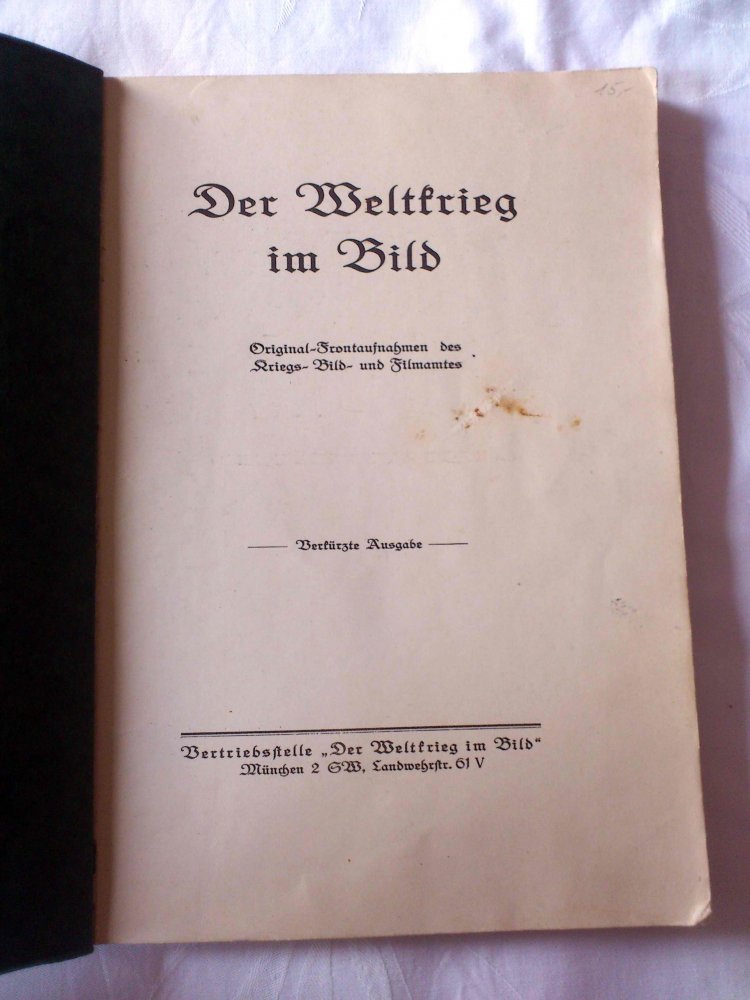 15,-
Der Weltkrieg
im Bild
Original-Frontaufnahmen des
Kriegs- Bild- und Filmamtes
Verkürzte Ausgabe
Vertriebsstelle „Der Weltkrieg im Bild“
München 2 SW, Landwehrstr. 61 V